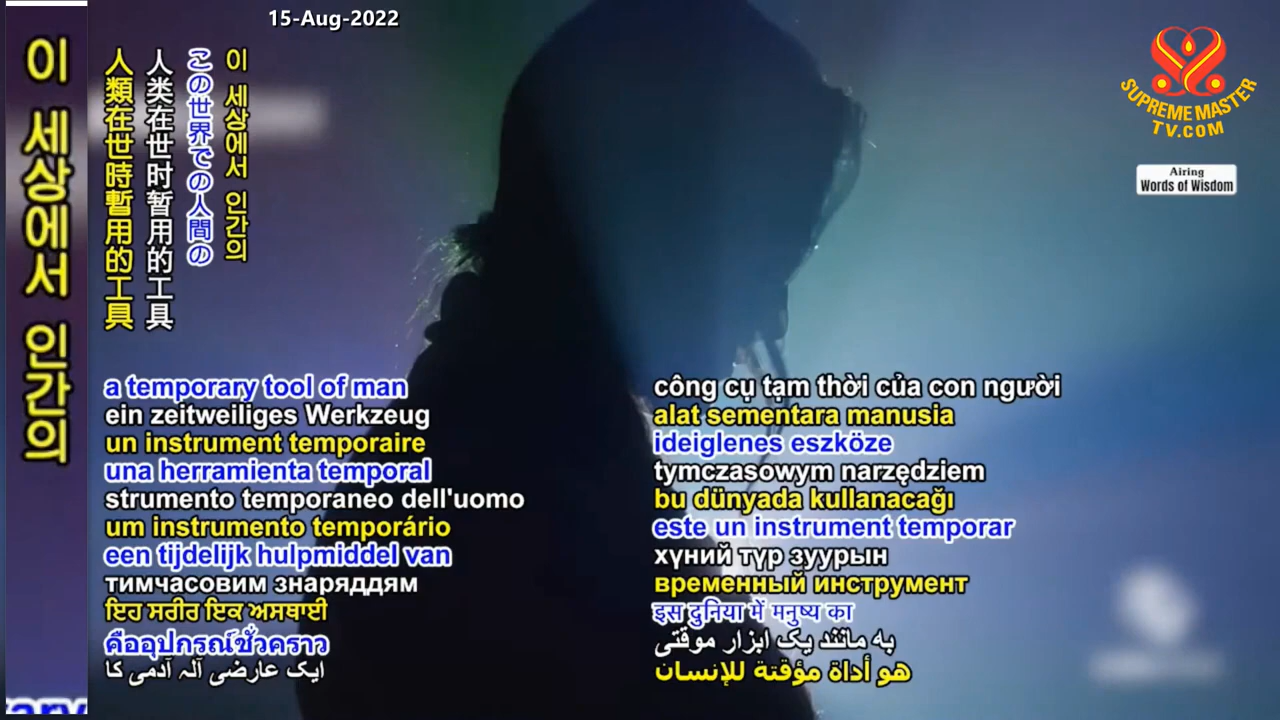 15-Aug-2022
이 세상에서 인간의
人類在世時暫用的工具
人类在世时暂用的工具
この世界での人間の
이 세상에서 인간의
SUPREME MASTER
TV.COM
Airing
Words of Wisdom
a temporary tool of man
ein zeitweiliges Werkzeug
un instrument temporaire
una herramienta temporal
strumento temporaneo dell'uomo
um instrumento temporário
een tijdelijk hulpmiddel van
тимчасовим знаряддям
ਇਹ ਸਰੀਰ ਇਕ ਅਸਥਾਈ
คืออุปกรณ์ชั่วคราว
ایک عارضی آلہ آدمی کا
công cụ tạm thời của con người
alat sementara manusia
ideiglenes eszköze
tymczasowym narzędziem
bu dünyada kullanacağı
este un instrument temporar
хүний түр зуурын
временный инструмент
इस दुनिया में मनुष्य का
به مانند یک ابزار موقتی
هو أداة مؤقتة للإنسان